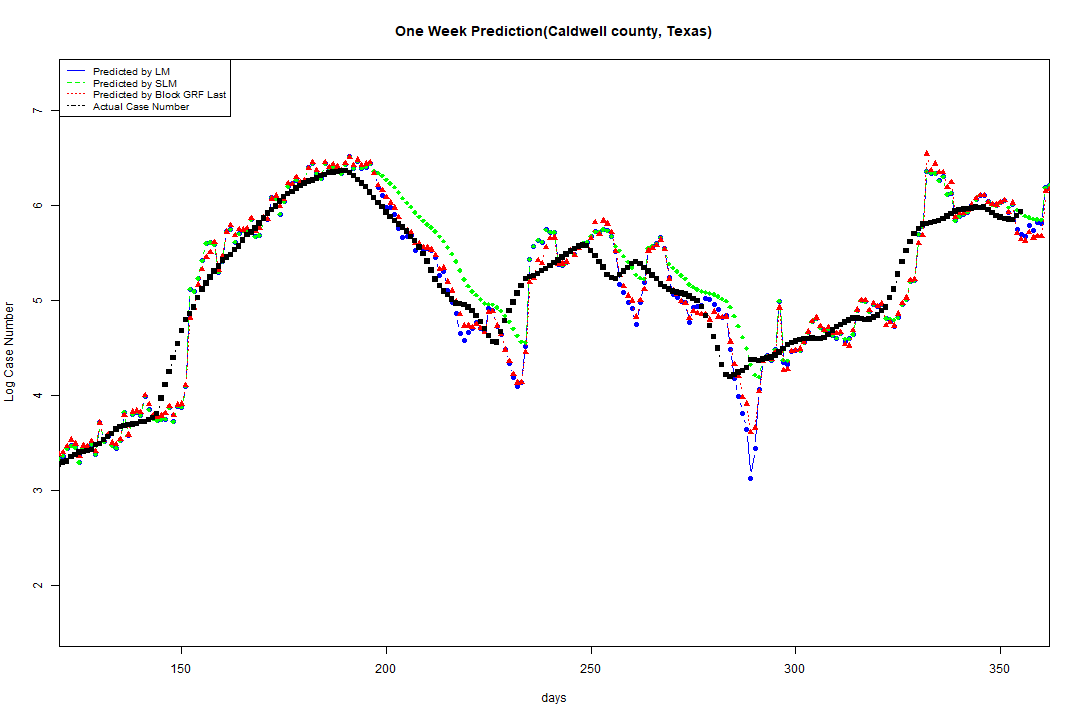 One Week Prediction(Caldwell county, Texas)
Predicted by LM
Predicted by SLM
Predicted by Block GRF Last
Actual Case Number
7
6
5
4
3
2
Log Case Number
150 200 250 300 350
days